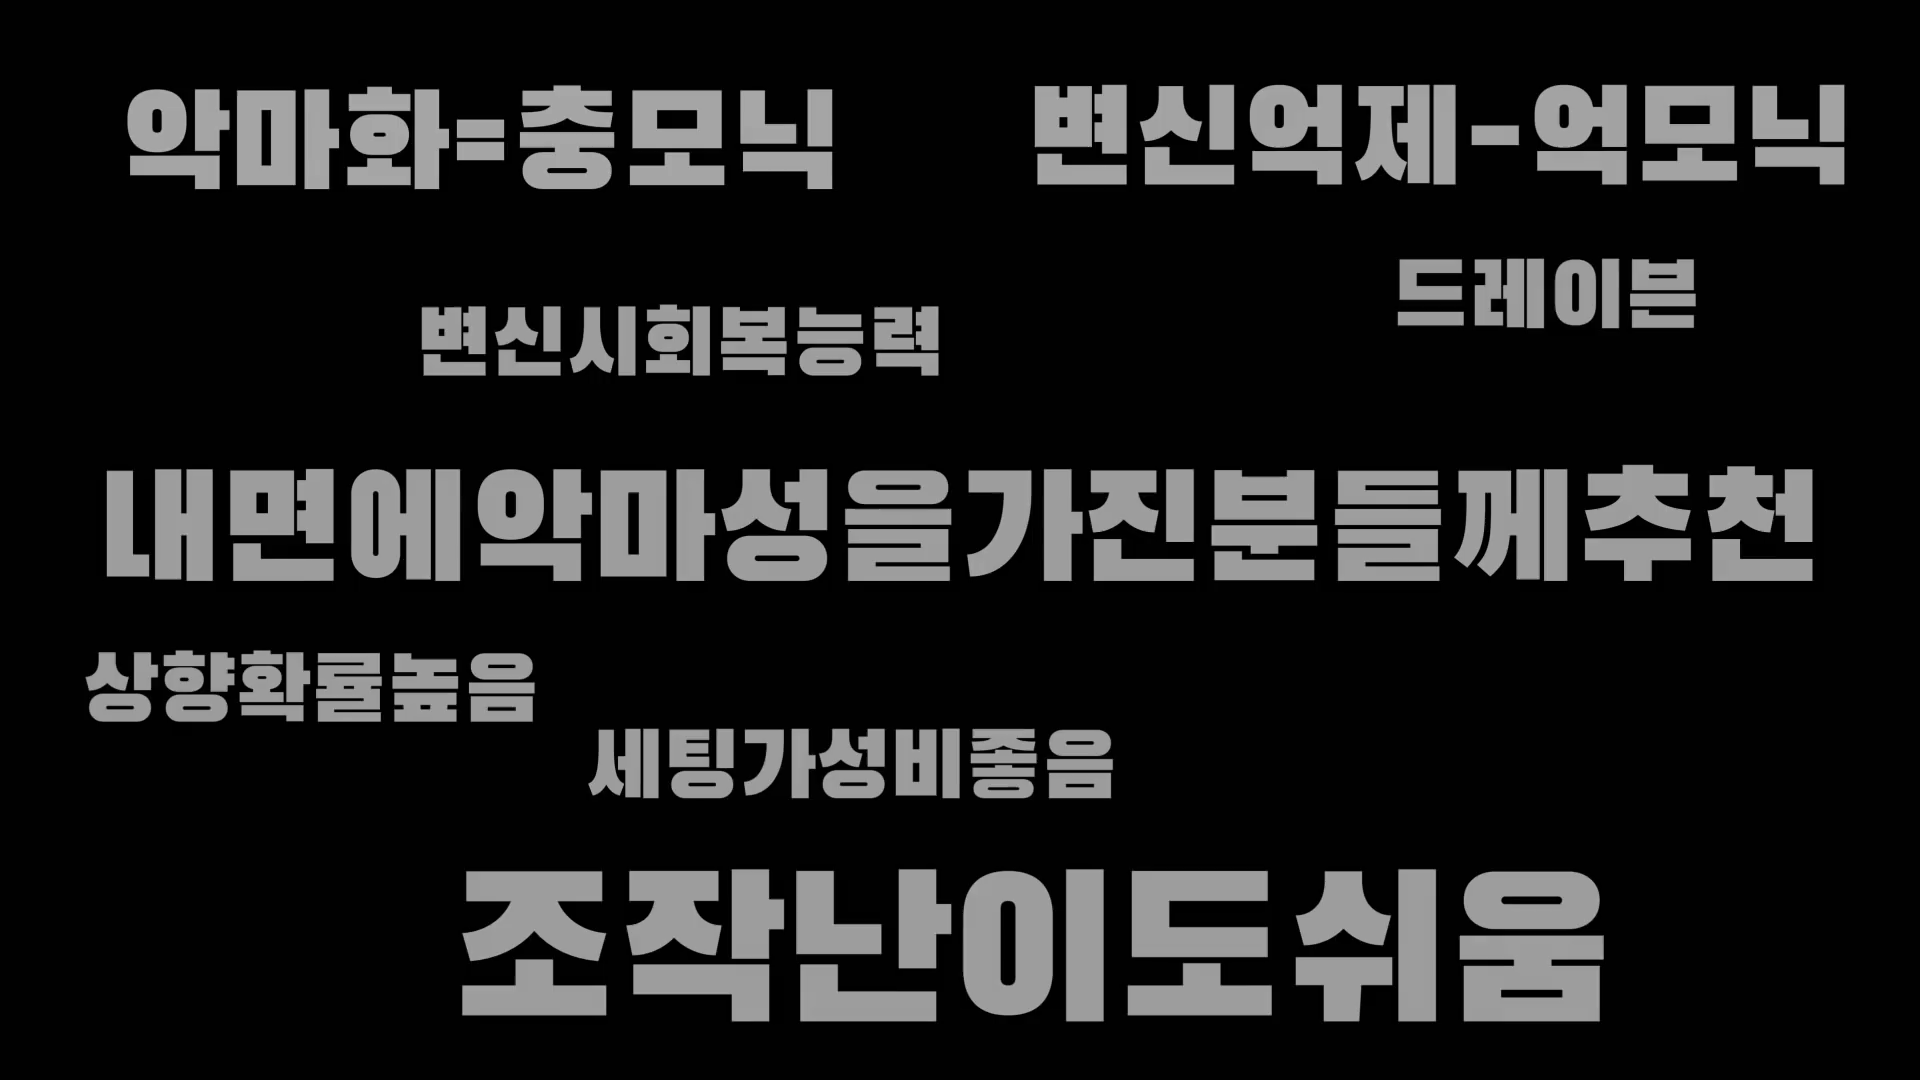 악마화=충모닉
변신억제-억모닉
드레이븐
변신시회복능력
내면에악마성을가진분들께추천
상향확률높음
세팅가성비좋음
조작난이도쉬움